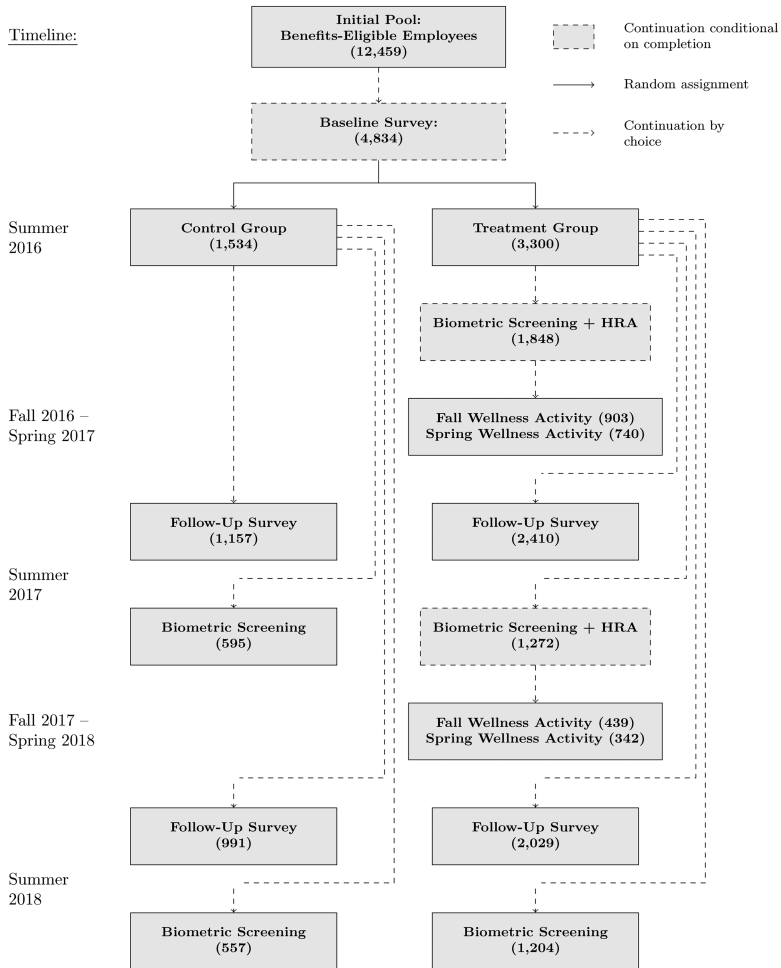 Timeline:
Initial Pool:
Benefits-Eligible Employees
(12,459)
Continuation conditional
on completion
Random assignment
Continuation by
choice
Baseline Survey:
(4,834)
Summer
2016
Control Group
(1,534)
Treatment Group
(3,300)
Biometric Screening + HRA
(1,848)
Fall 2016 –
Spring 2017
Fall Wellness Activity (903)
Spring Wellness Activity (740)
Follow-Up Survey
(1,157)
Follow-Up Survey
(2,410)
Summer
2017
Biometric Screening
(595)
Biometric Screening + HRA
(1,272)
Fall 2017 –
Spring 2018
Fall Wellness Activity (439)
Spring Wellness Activity (342)
Follow-Up Survey
(991)
Follow-Up Survey
(2,029)
Summer
2018
Biometric Screening
(557)
Biometric Screening
(1,204)